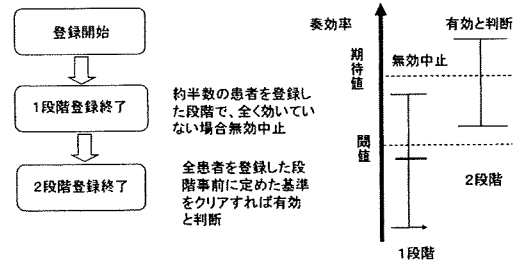 登録開始
1段階登録終了
約半数の患者を登録し
た段階で、全く効いてい
ない場合無効中止
2段階登録終了
全患者を登録した段
階事前に定めた基準
をクリアすれば有効
と判断
奏効率
有効と判断
期待値
無効中止
閾値
2段階
1段階